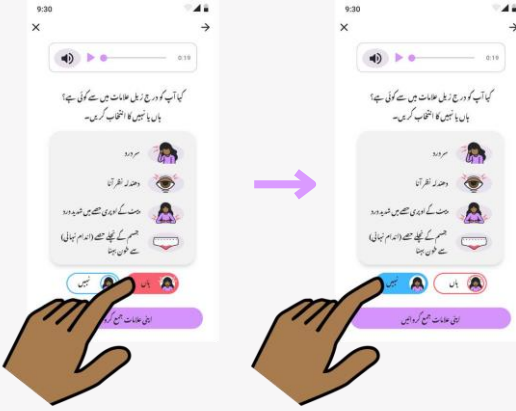 9:30
0:19
کیا آپ کو درج زیل علامات میں سے کوئی ہے؟
ہاں یا نہیں کا انتخاب کریں۔
سر درد
دھندلہ نظر آنا
پیٹ کے اوپری حصے میں شدید درد
جسم کے نچلے حصے (اندام نہانی)
سے خون بہنا
ہاں
نہیں
اپنی علامات جمع کروائیں
9:30
0:19
کیا آپ کو درج زیل علامات میں سے کوئی ہے؟
ہاں یا نہیں کا انتخاب کریں۔
سر درد
دھندلہ نظر آنا
پیٹ کے اوپری حصے میں شدید درد
جسم کے نچلے حصے (اندام نہانی)
سے خون بہنا
ہاں
نہیں
اپنی علامات جمع کروائیں